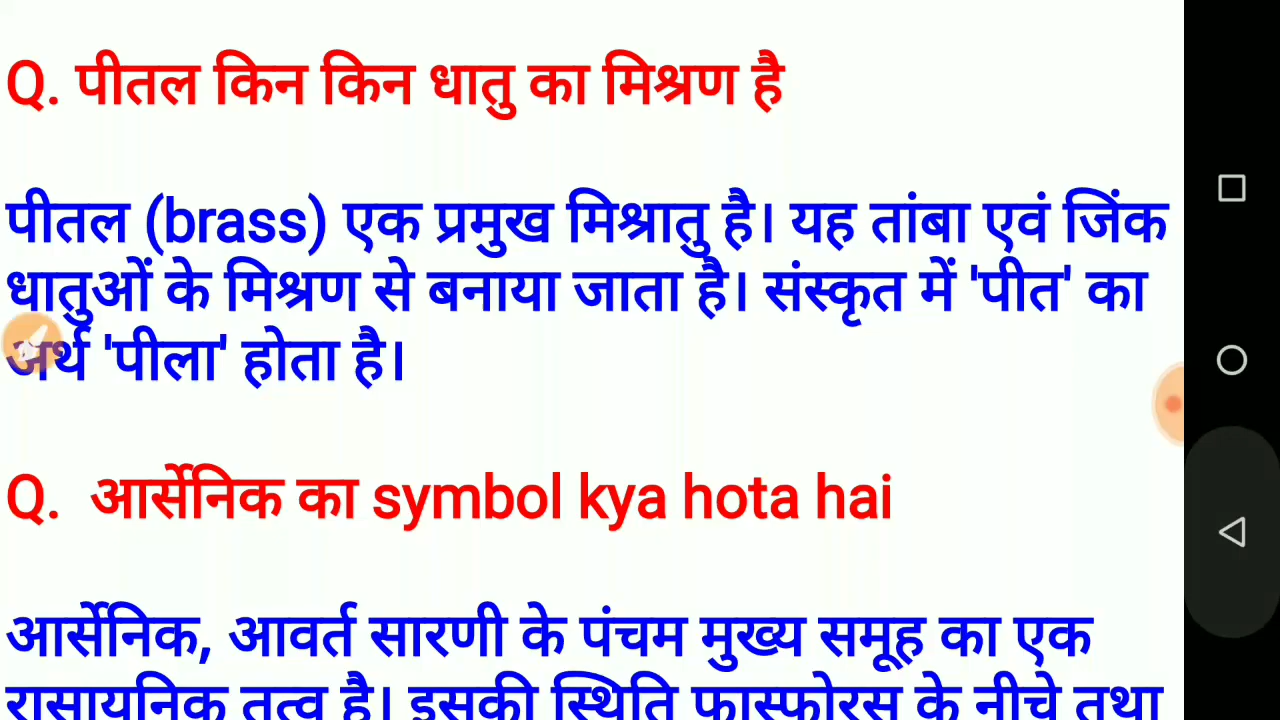 Q. पीतल किन किन धातु का मिश्रण है
पीतल (brass) एक प्रमुख मिश्रातु है। यह तांबा एवं जिंक
धातुओं के मिश्रण से बनाया जाता है। संस्कृत में 'पीत' का
अर्थ 'पीला' होता है।
Q. आर्सेनिक का symbol kya hota hai
आर्सेनिक, आवर्त सारणी के पंचम मुख्य समूह का एक
रासायनिक तत्व है। इसकी स्थिति फास्फोरस के नीचे तथा